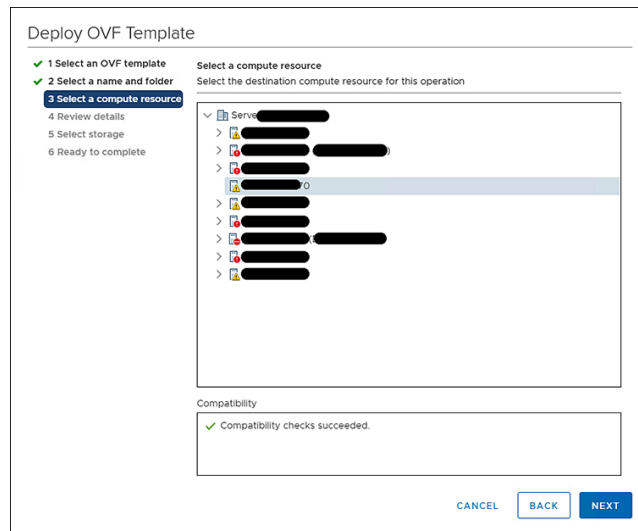 Deploy OVF Template
1 Select an OVF template
2 Select a name and folder
3 Select a compute resource
4 Review details
5 Select storage
6 Ready to complete
Select a compute resource
Select the destination compute resource for this operation
Serve
Compatibility
Compatibility checks succeeded.
CANCEL
BACK
NEXT